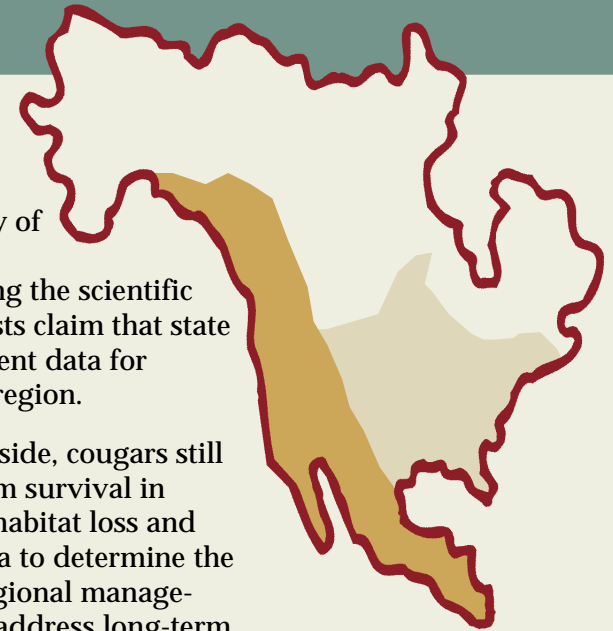 y of
ng the scientific
sts claim that state
ent data for
region.
side, cougars still
m survival in
habitat loss and
a to determine the
gional manage-
address long-term